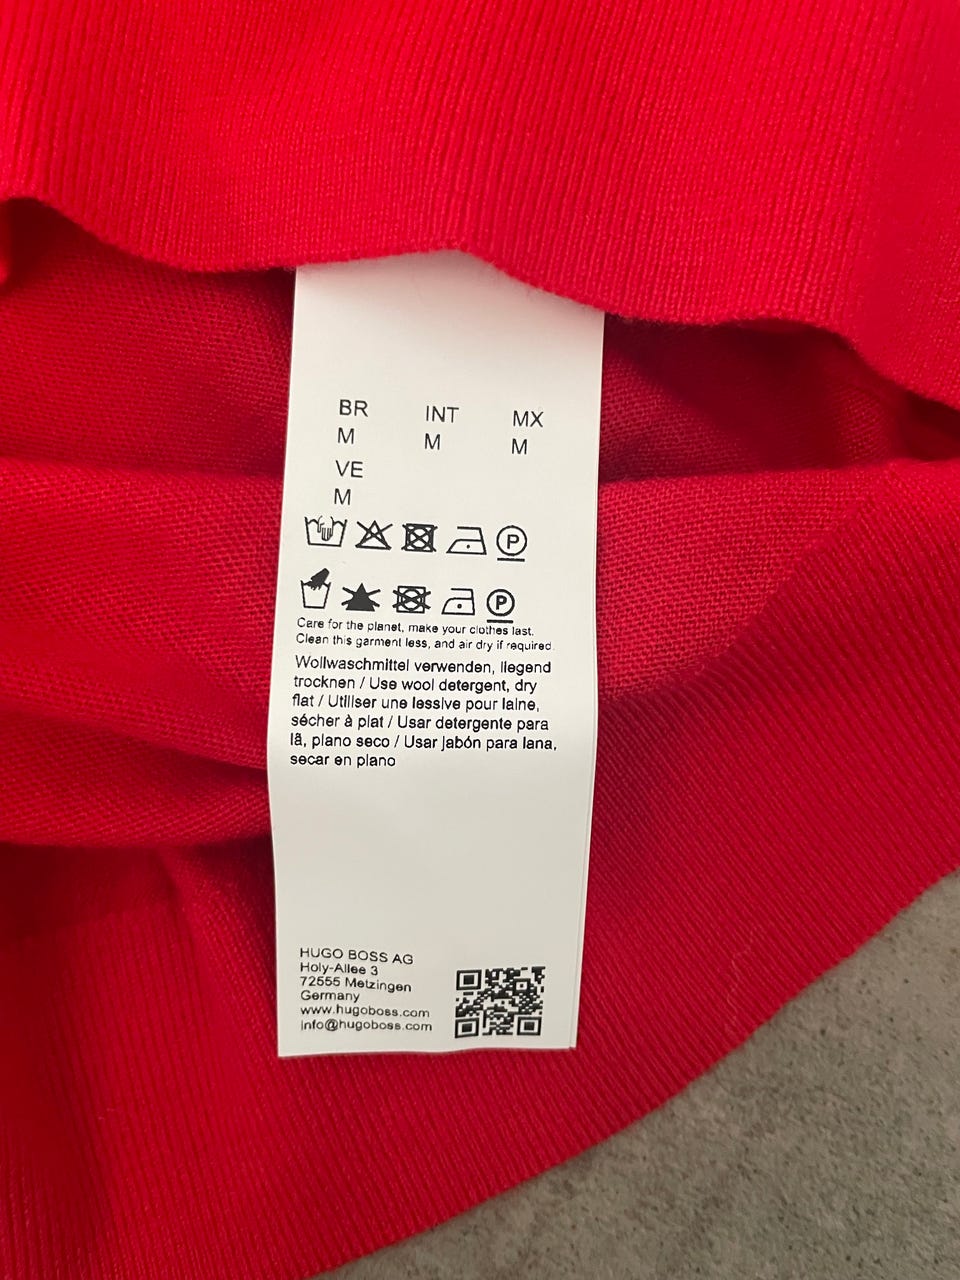 BR INT MX
M M M
VE
M
P
P
Care for the planet, make your clothes last.
Clean this garment less, and air dry if required.
Wollwaschmittel verwenden, liegend
trocknen / Use wool detergent, dry
flat / Utiliser une lessive pour laine,
sécher à plat / Usar detergente para
lã, plano seco / Usar jabón para lana,
secar en plano
HUGO BOSS AG
Holy-Allee 3
72555 Metzingen
Germany
www.hugoboss.com
info@hugoboss.com